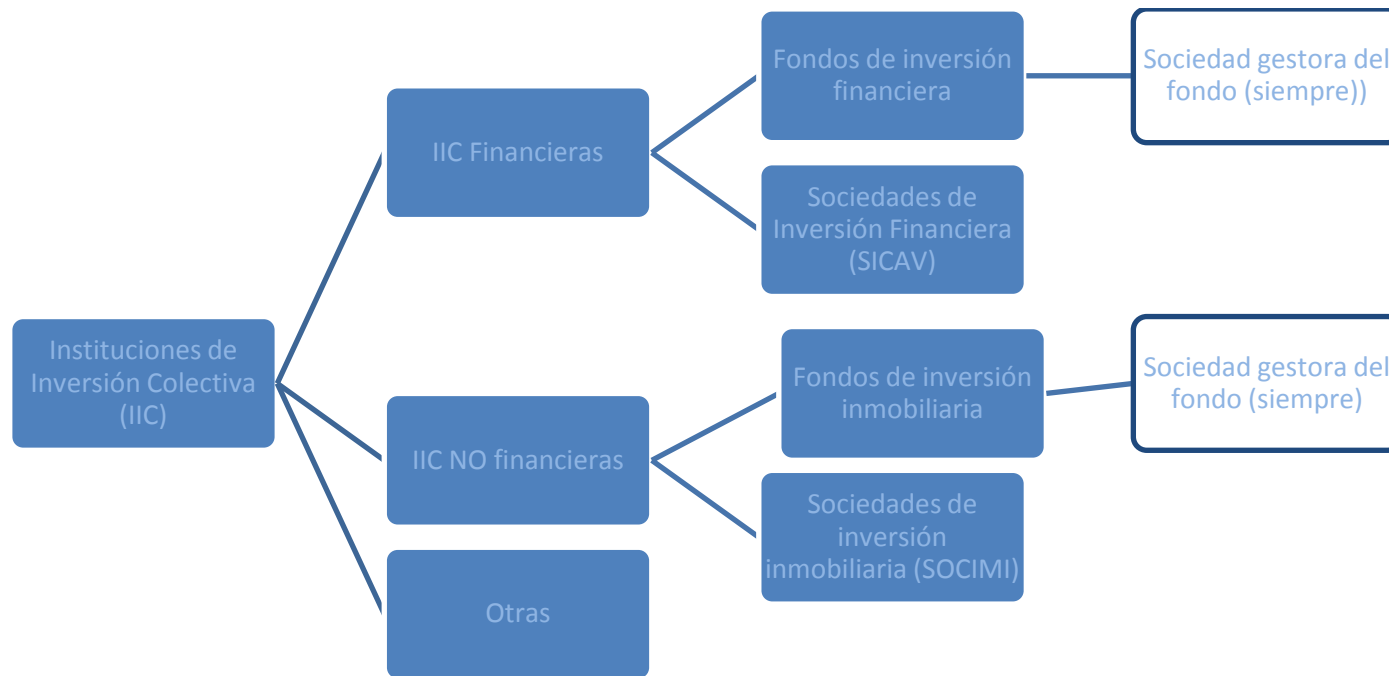 Fondos de inversión
financiera
Sociedad gestora del
fondo (siempre))
IIC Financieras
Sociedades de
Inversión Financiera
(SICAV)
Instituciones de
Inversión Colectiva
(IIC)
Fondos de inversión
inmobiliaria
Sociedad gestora del
fondo (siempre)
IIC NO financieras
Sociedades de
inversión
inmobiliaria (SOCIMI)
Otras